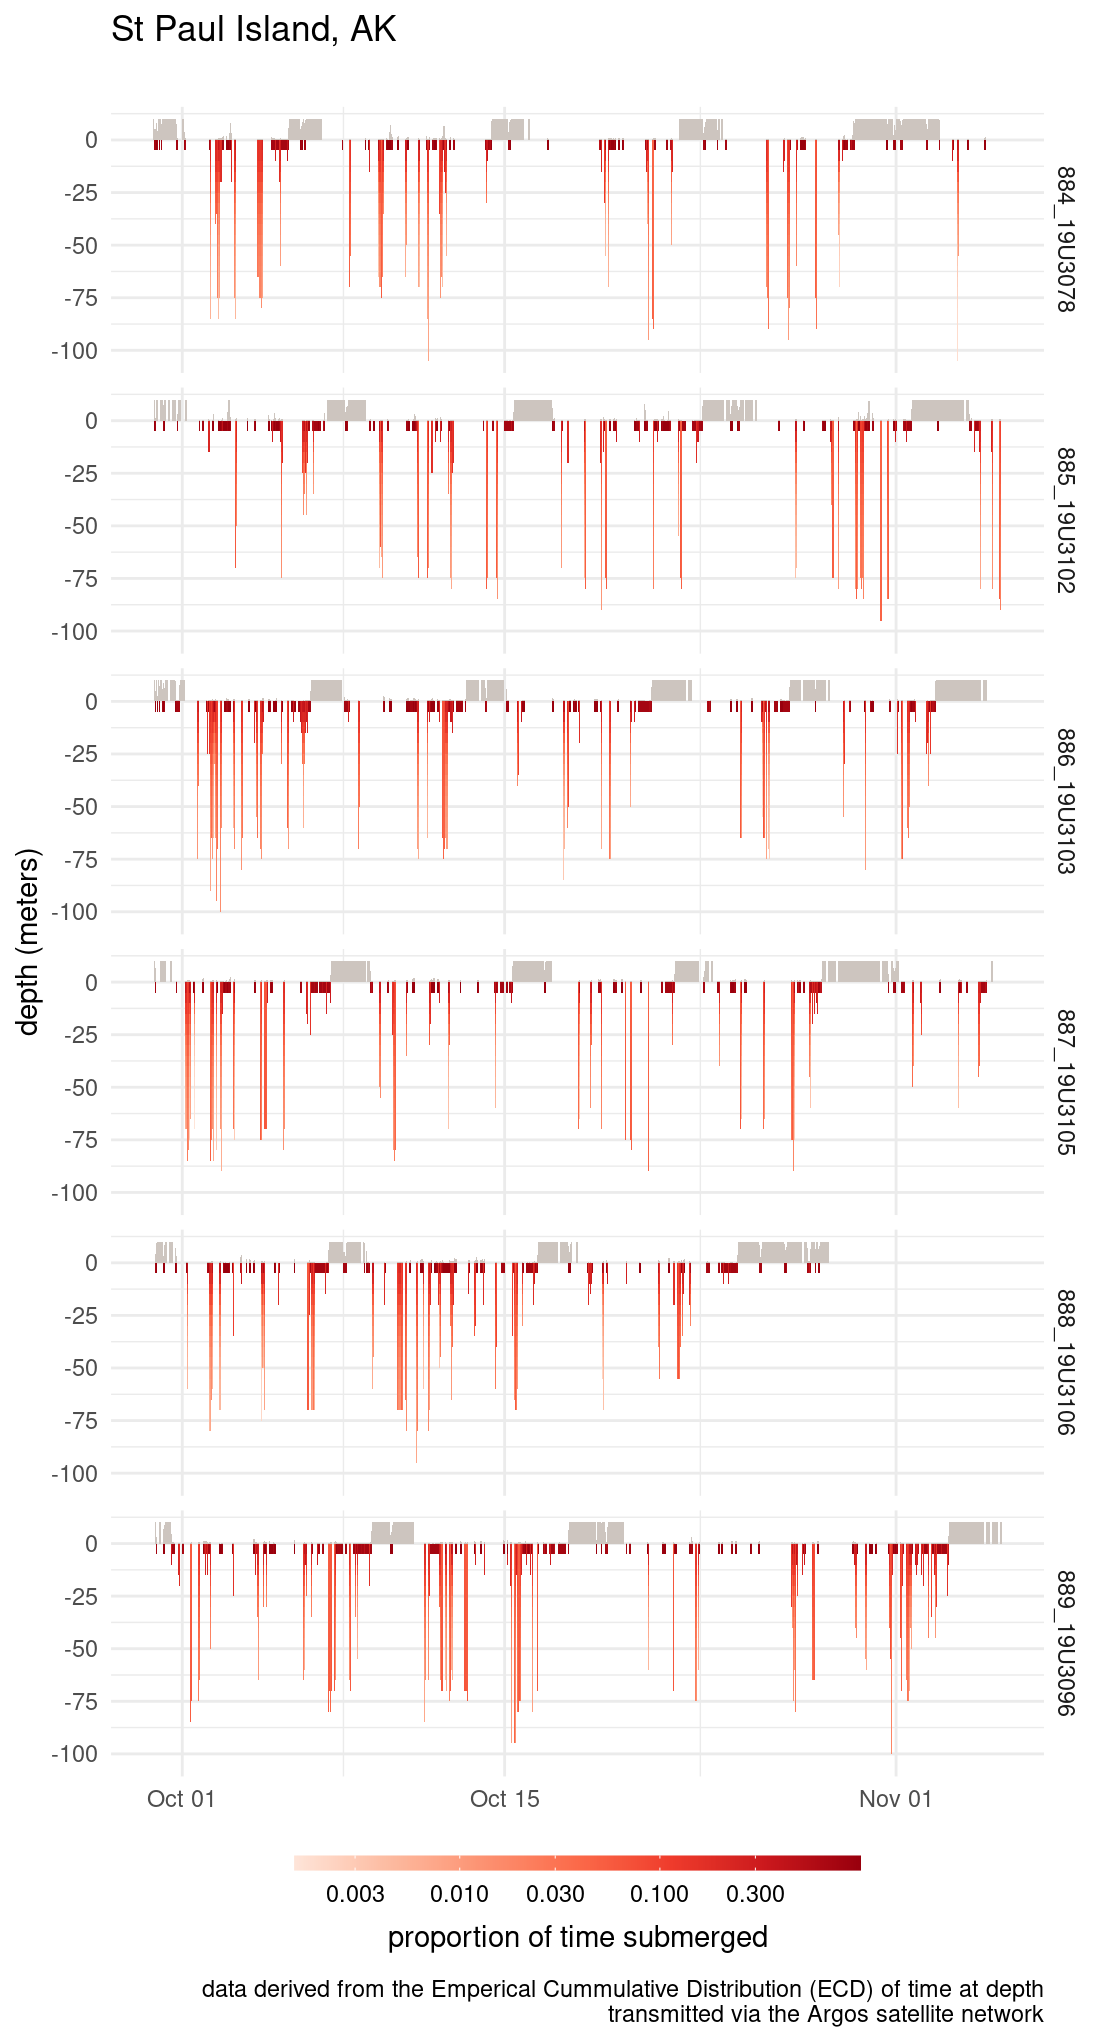 St Paul Island, AK
0
-25
-50
-75
-100
884_19U3078
0
-25
-50
-75
-100
885_19U3102
0
-25
-50
-75
-100
886_19U3103
depth (meters)
0
-25
-50
-75
-100
887_19U3105
0
-25
-50
-75
-100
888_19U3106
0
-25
-50
-75
-100
889_19U3096
Oct 01 Oct 15 Nov 01
0.003 0.010 0.030 0.100 0.300
proportion of time submerged
data derived from the Emperical Cummulative Distribution (ECD) of time at depth
transmitted via the Argos satellite network